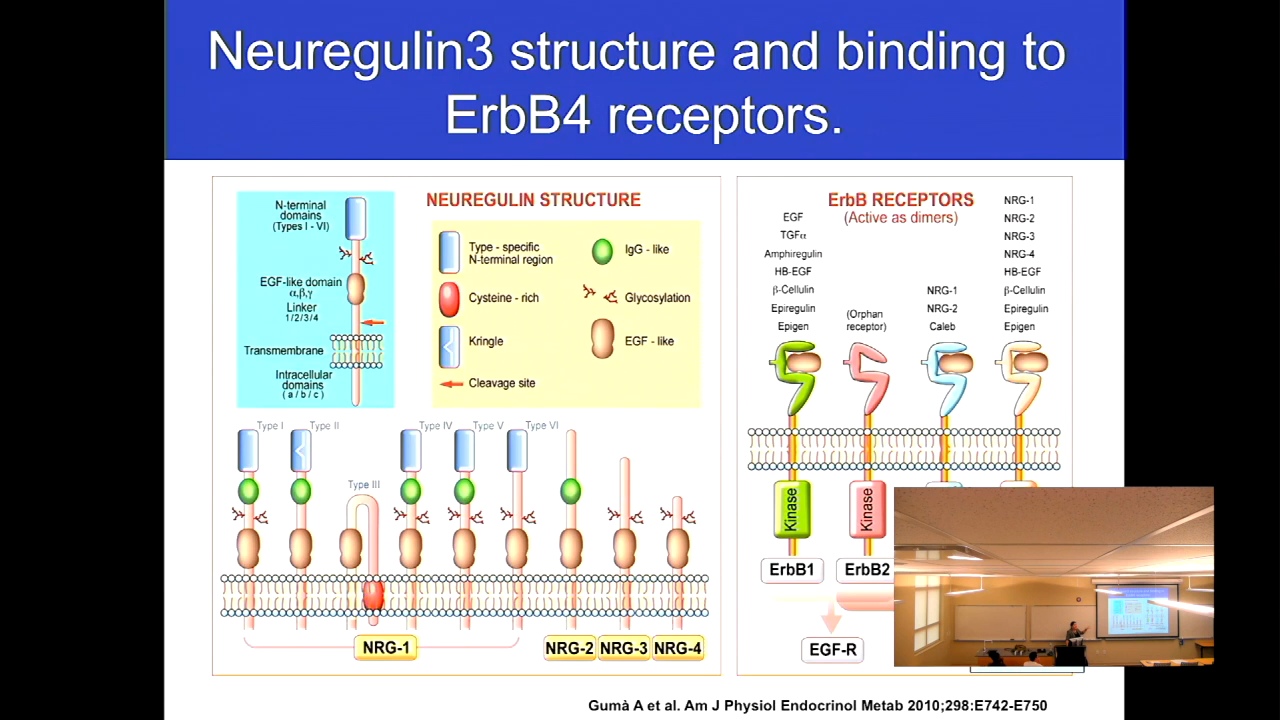 Neuregulin3 structure and binding to
ErbB4 receptors.
NEUREGULIN STRUCTURE
N-terminal
domains
(Types I - VI)
EGF-like domain
α,β,γ
Linker
1/2/3/4
Transmembrane
Intracellular
domains
(a / b / c)
Type - specific
N-terminal region
Cysteine - rich
Kringle
Cleavage site
IgG - like
Glycosylation
EGF - like
Type I
Type II
Type III
Type IV
Type V
Type VI
NRG-1
NRG-2
NRG-3
NRG-4
ErbB RECEPTORS
(Active as dimers)
EGF
TGFα
Amphiregulin
HB-EGF
β-Cellulin
Epiregulin
Epigen
(Orphan
receptor)
NRG-1
NRG-2
Caleb
NRG-1
NRG-2
NRG-3
NRG-4
HB-EGF
β-Cellulin
Epiregulin
Epigen
Kinase
Kinase
ErbB1
ErbB2
EGF-R
Gumà A et al. Am J Physiol Endocrinol Metab 2010;298:E742-E750